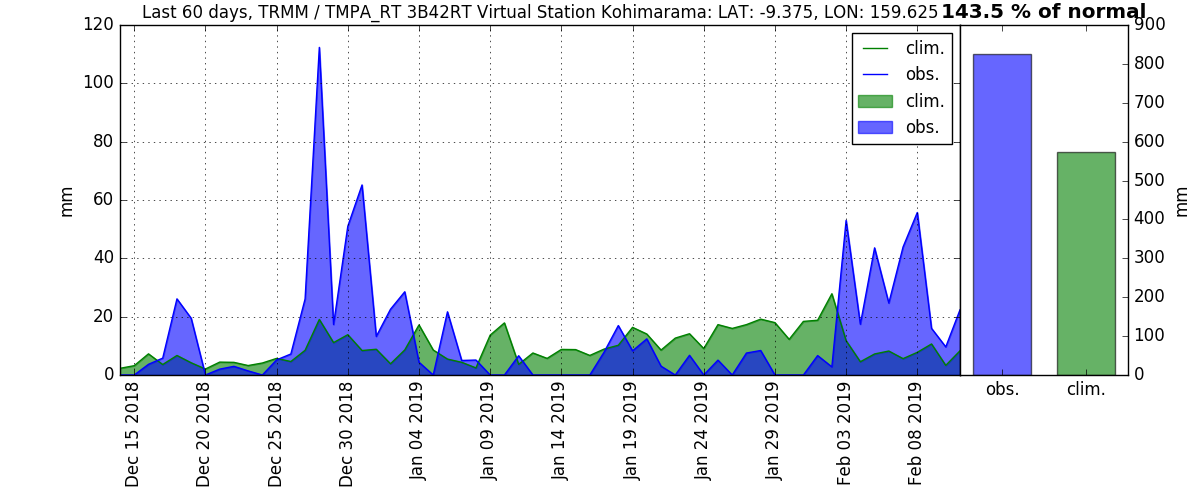 Last 60 days, TRMM / TMPA_RT 3B42RT Virtual Station Kohimarama: LAT: -9.375, LON: 159.625 143.5 % of normal
120
100
80
60
40
20
0
mm
clim.
obs.
clim.
obs.
900
800
700
600
500
400
300
200
100
0
mm
obs. clim.
Dec 15 2018
Dec 20 2018
Dec 25 2018
Dec 30 2018
Jan 04 2019
Jan 09 2019
Jan 14 2019
Jan 19 2019
Jan 24 2019
Jan 29 2019
Feb 03 2019
Feb 08 2019